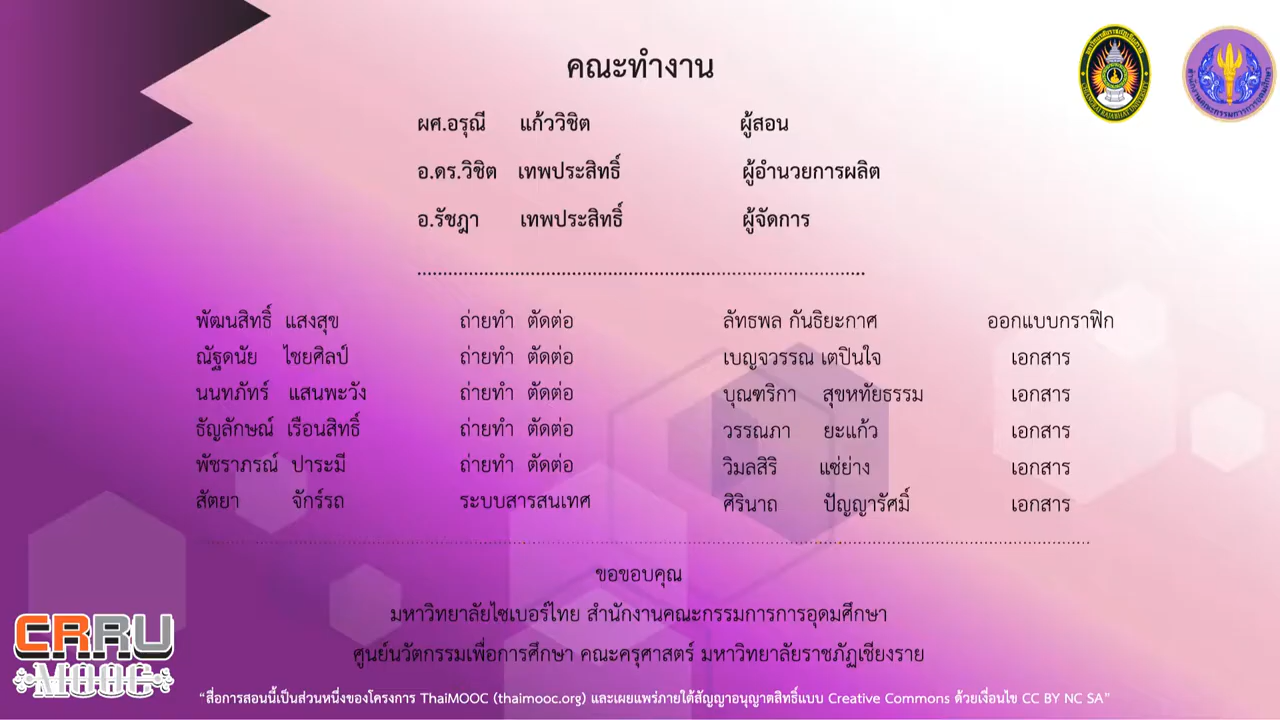 คณะทำงาน
ผศ.อรุณี แก้ววิชิต ผู้สอน
อ.ดร.วิชิต เทพประสิทธิ์ ผู้อำนวยการผลิต
อ.รัชฎา เทพประสิทธิ์ ผู้จัดการ
พัฒนสิทธิ์ แสงสุข ถ่ายทำ ตัดต่อ ลัทธพล กันธิยะกาศ ออกแบบกราฟิก
ณัฐดนัย ไชยศิลป์ ถ่ายทำ ตัดต่อ เบญจวรรณ เตปินใจ เอกสาร
นนทภัทร์ แสนพะวัง ถ่ายทำ ตัดต่อ บุณฑริกา สุขหทัยธรรม เอกสาร
ธัญลักษณ์ เรือนสิทธิ์ ถ่ายทำ ตัดต่อ วรรณภา ยะแก้ว เอกสาร
พัชราภรณ์ ปาระมี ถ่ายทำ ตัดต่อ วิมลสิริ แซ่ย่าง เอกสาร
สัตยา จักร์รถ ระบบสารสนเทศ ศิรินาถ ปัญญารัศมิ์ เอกสาร
ขอขอบคุณ
มหาวิทยาลัยไซเบอร์ไทย สำนักงานคณะกรรมการการอุดมศึกษา
ศูนย์นวัตกรรมเพื่อการศึกษา คณะครุศาสตร์ มหาวิทยาลัยราชภัฏเชียงราย
CRRU
MOOC
“สื่อการสอนนี้เป็นส่วนหนึ่งของโครงการ ThaiMOOC (thaimooc.org) และเผยแพร่ภายใต้สัญญาอนุญาตสิทธิ์แบบ Creative Commons ด้วยเงื่อนไข CC BY NC SA”